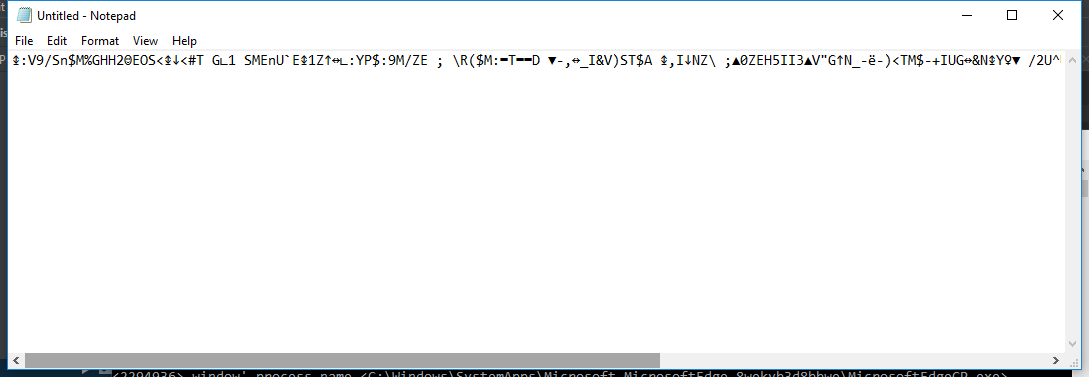 Untitled - Notepad
File Edit Format View Help
↨:V9/Sn$M%GHH2☺EOS<↨↓<#T G∟1 SMEnU`E↨1Z↑↔∟:YP$:9M/ZE ; \R($M:▬T▬▬D ▼-,↔_I&V)ST$A ↨,I↓NZ\ ;▲0ZEH5II3▲V"G↑N_-ë-)<TM$-+IUG↔&N↨Y♀▼ /2U^
<2294936> window' process name <C:\Windows\SystemApps\Microsoft.MicrosoftEdge_8wekyb3d8bbwe\MicrosoftEdgeCP.exe>